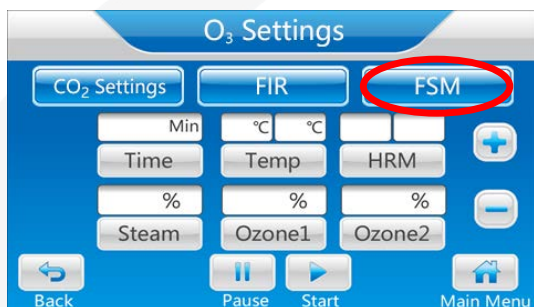 O₃ Settings
CO₂ Settings FIR FSM
Min ℃ ℃
Time Temp HRM
% % %
Steam Ozone1 Ozone2
Back Pause Start Main Menu